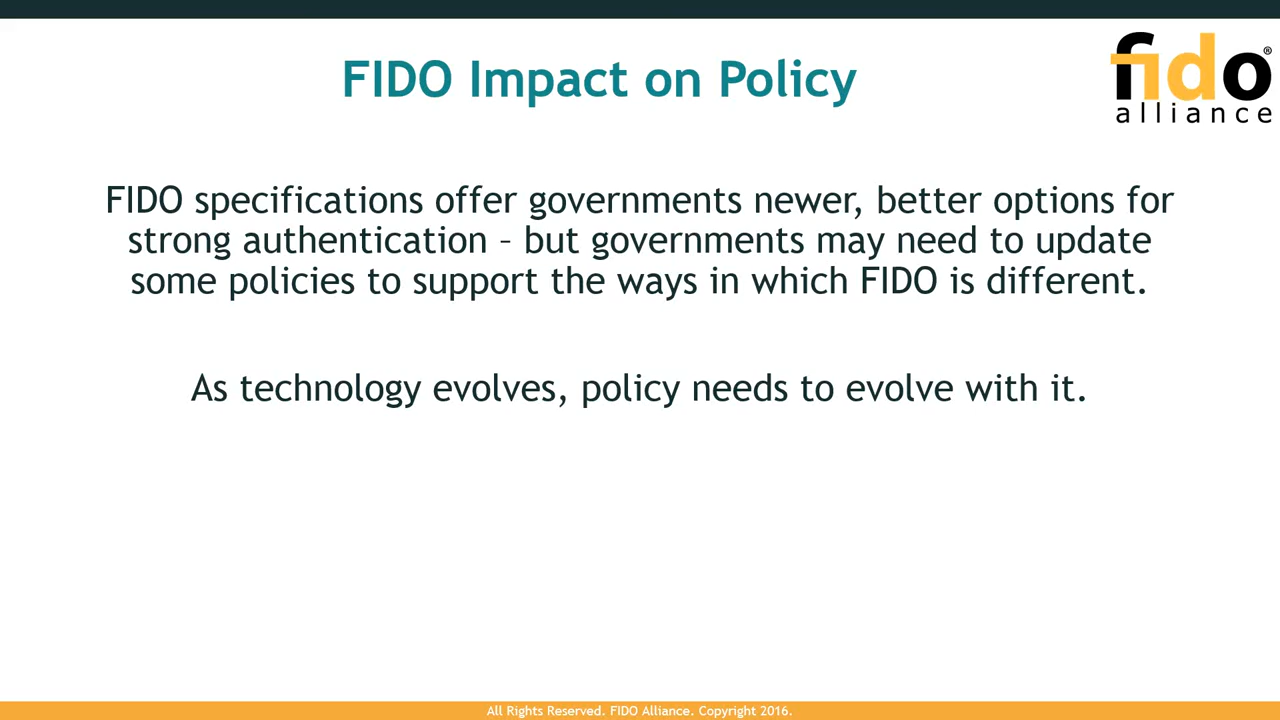 FIDO Impact on Policy
fido®
alliance
FIDO specifications offer governments newer, better options for
strong authentication – but governments may need to update
some policies to support the ways in which FIDO is different.
As technology evolves, policy needs to evolve with it.
All Rights Reserved. FIDO Alliance. Copyright 2016.